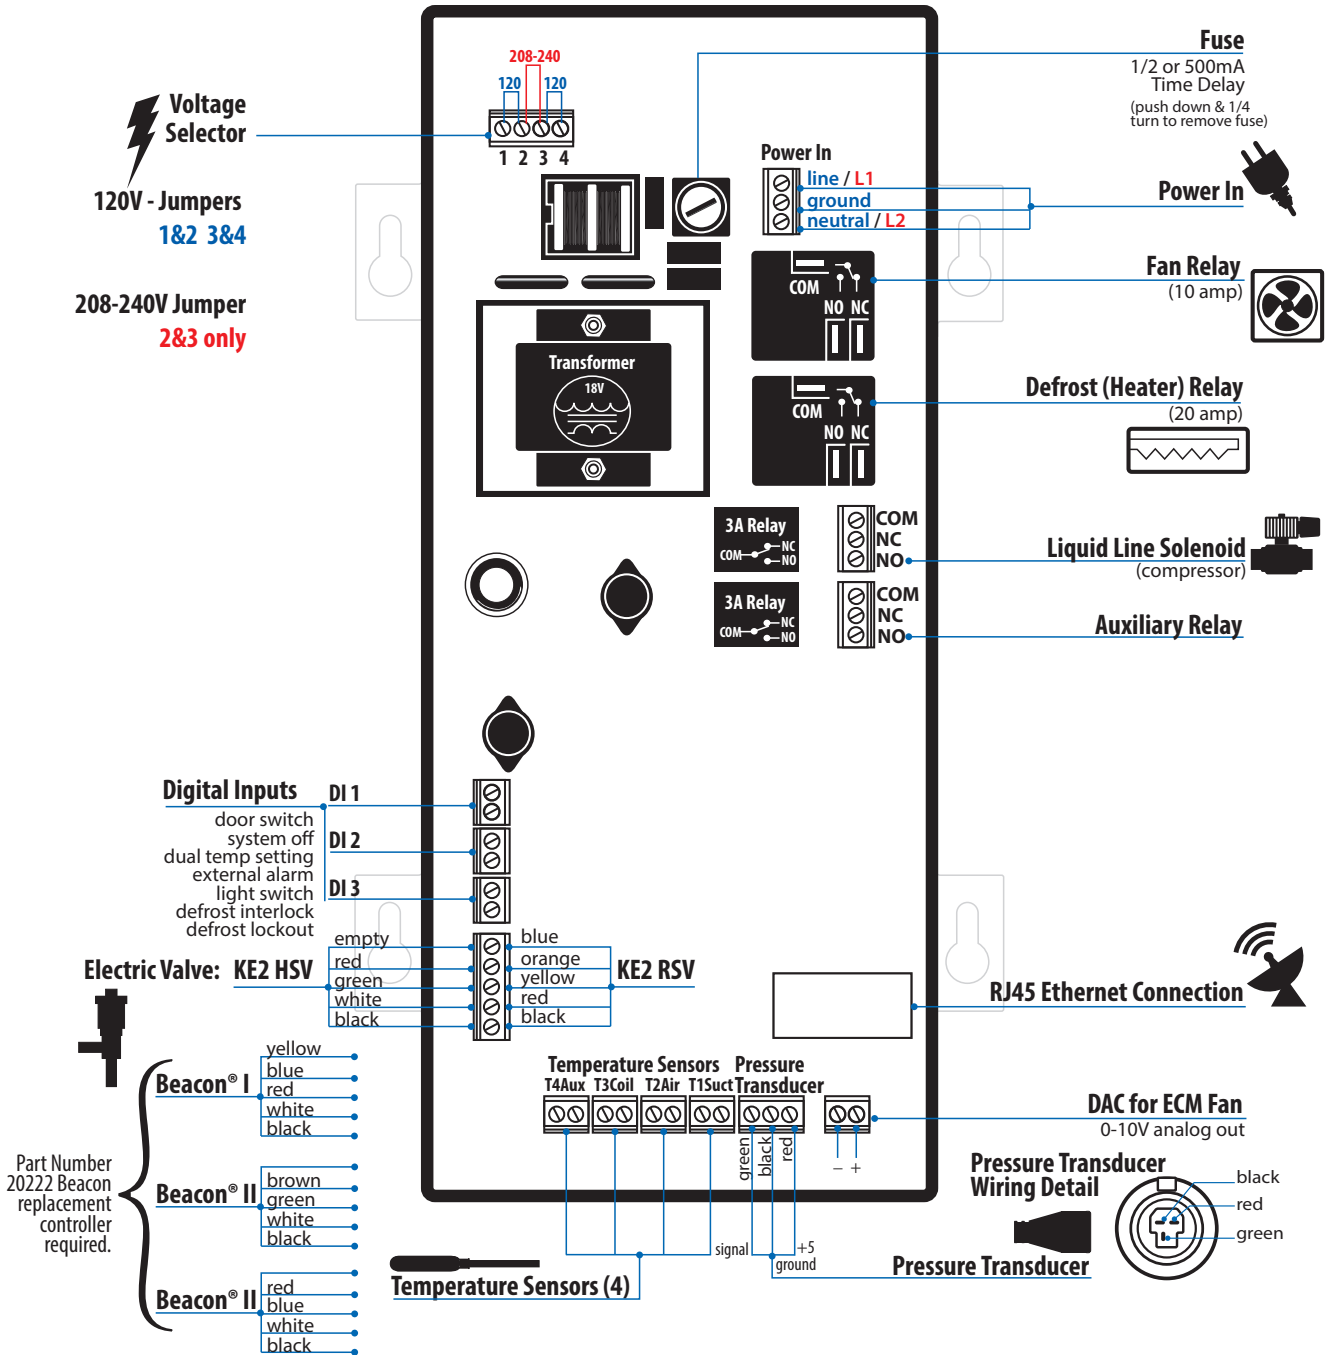 208-240
120 120
1 2 3 4
Voltage
Selector
120V - Jumpers
1&2 3&4
208-240V Jumper
2&3 only
Fuse
1/2 or 500mA
Time Delay
(push down & 1/4
turn to remove fuse)
Power In
line / L1
ground
neutral / L2
Power In
COM
NO NC
Fan Relay
(10 amp)
Transformer
18V
COM
NO NC
Defrost (Heater) Relay
(20 amp)
3A Relay
COM
NC
NO
COM
NC
NO
Liquid Line Solenoid
(compressor)
3A Relay
COM
NC
NO
COM
NC
NO
Auxiliary Relay
Digital Inputs
door switch
system off
dual temp setting
external alarm
light switch
defrost interlock
defrost lockout
DI 1
DI 2
DI 3
Electric Valve: KE2 HSV
empty
red
green
white
black
blue
orange
yellow
red
black
KE2 RSV
RJ45 Ethernet Connection
Part Number
20222 Beacon
replacement
controller
required.
Beacon® I
yellow
blue
red
white
black
Beacon® II
brown
green
white
black
Beacon® II
red
blue
white
black
Temperature Sensors
T4Aux T3Coil T2Air T1Suct
Pressure
Transducer
green
black
red
– +
DAC for ECM Fan
0-10V analog out
signal
+5
ground
Temperature Sensors (4)
Pressure Transducer
Wiring Detail
black
red
green
Pressure Transducer